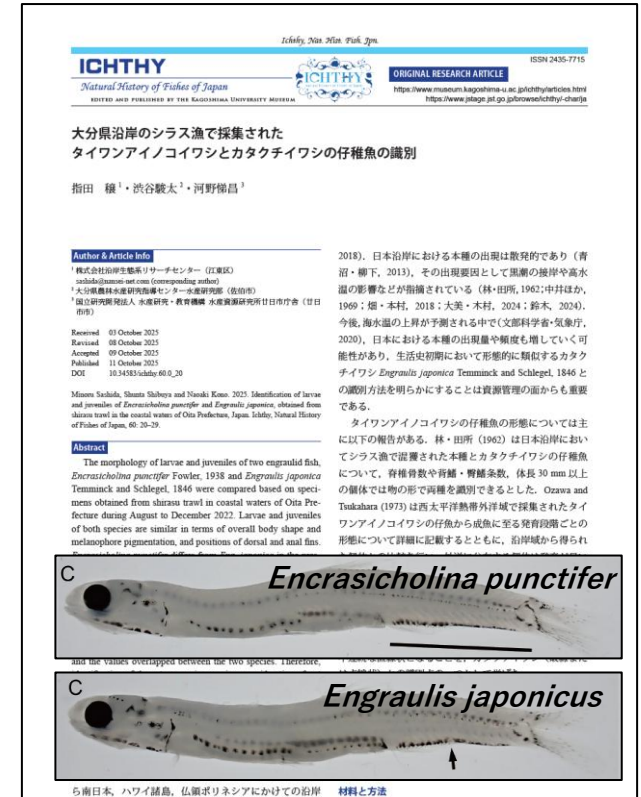 Ichthy, Nat. Hist. Fish. Jpn.
ICHTHY
Natural History of Fishes of Japan
EDITED AND PUBLISHED BY THE KAGOSHIMA UNIVERSITY MUSEUM
ICHTHY
ISSN 2435-7715
ORIGINAL RESEARCH ARTICLE
https://www.museum.kagoshima-u.ac.jp/ichthy/articles.html
https://www.jstage.jst.go.jp/browse/ichthy/-char/ja
大分県沿岸のシラス漁で採集された
タイワンアイノコイワシとカタクチイワシの仔稚魚の識別
指田 穣¹・渋谷駿太²・河野悌昌³
Author & Article Info
¹ 株式会社沿岸生態系リサーチセンター（江東区）
sashida@nansei-net.com (corresponding author)
² 大分県農林水産研究指導センター水産研究部（佐伯市）
³ 国立研究開発法人 水産研究・教育機構 水産資源研究所廿日市庁舎（廿日
市市）
Received 03 October 2025
Revised 08 October 2025
Accepted 09 October 2025
Published 11 October 2025
DOI 10.34583/ichthy.60.0_20
Minoru Sashida, Shunta Shibuya and Naoaki Kono. 2025. Identification of larvae
and juveniles of Encrasicholina punctifer and Engraulis japonica, obtained from
shirasu trawl in the coastal waters of Oita Prefecture, Japan. Ichthy, Natural History
of Fishes of Japan, 60: 20–29.
Abstract
The morphology of larvae and juveniles of two engraulid fish,
Encrasicholina punctifer Fowler, 1938 and Engraulis japonica
Temminck and Schlegel, 1846 were compared based on speci-
mens obtained from shirasu trawl in coastal waters of Oita Pre-
fecture during August to December 2022. Larvae and juveniles
of both species are similar in terms of overall body shape and
melanophore pigmentation, and positions of dorsal and anal fins.
2018）．日本沿岸における本種の出現は散発的であり（青
沼・柳下，2013），その出現要因として黒潮の接岸や高水
温の影響などが指摘されている（林・田所，1962；中井ほか，
1969；畑・本村，2018；大美・木村，2024；鈴木，2024）．
今後，海水温の上昇が予測される中で（文部科学省・気象庁，
2020），日本における本種の出現量や頻度も増していく可
能性があり，生活史初期において形態的に類似するカタク
チイワシ Engraulis japonica Temminck and Schlegel, 1846 と
の識別方法を明らかにすることは資源管理の面からも重要
である．
タイワンアイノコイワシの仔稚魚の形態については主
に以下の報告がある．林・田所（1962）は日本沿岸におい
てシラス漁で混獲された本種とカタクチイワシの仔稚魚
について，脊椎骨数や背鰭・臀鰭条数，体長 30 mm 以上
の個体では吻の形で両種を識別できるとした．Ozawa and
Tsukahara (1973) は西太平洋熱帯外洋域で採集されたタイ
ワンアイノコイワシの仔魚から成魚に至る発育段階ごとの
形態について詳細に記載するとともに，沿岸域から得られ
C
Encrasicholina punctifer
and the values overlapped between the two species. Therefore,
C
Engraulis japonicus
ら南日本，ハワイ諸島，仏領ポリネシアにかけての沿岸
材料と方法